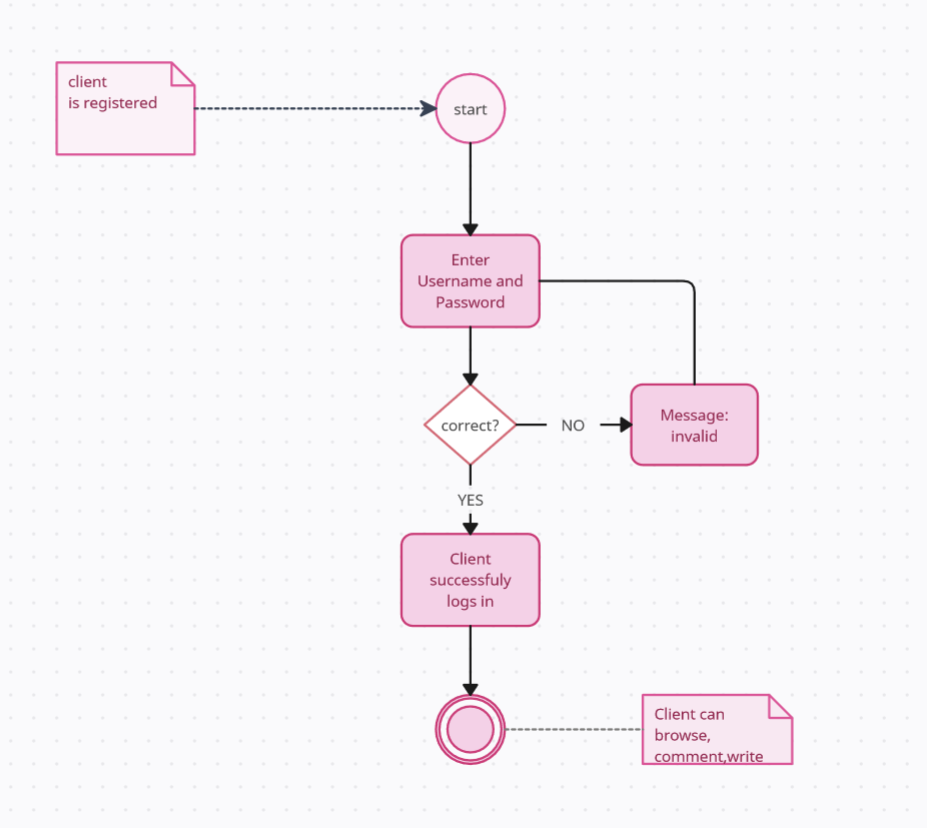 client
is registered
start
Enter
Username and
Password
correct?
NO
Message:
invalid
YES
Client
successfuly
logs in
Client can
browse,
comment,write